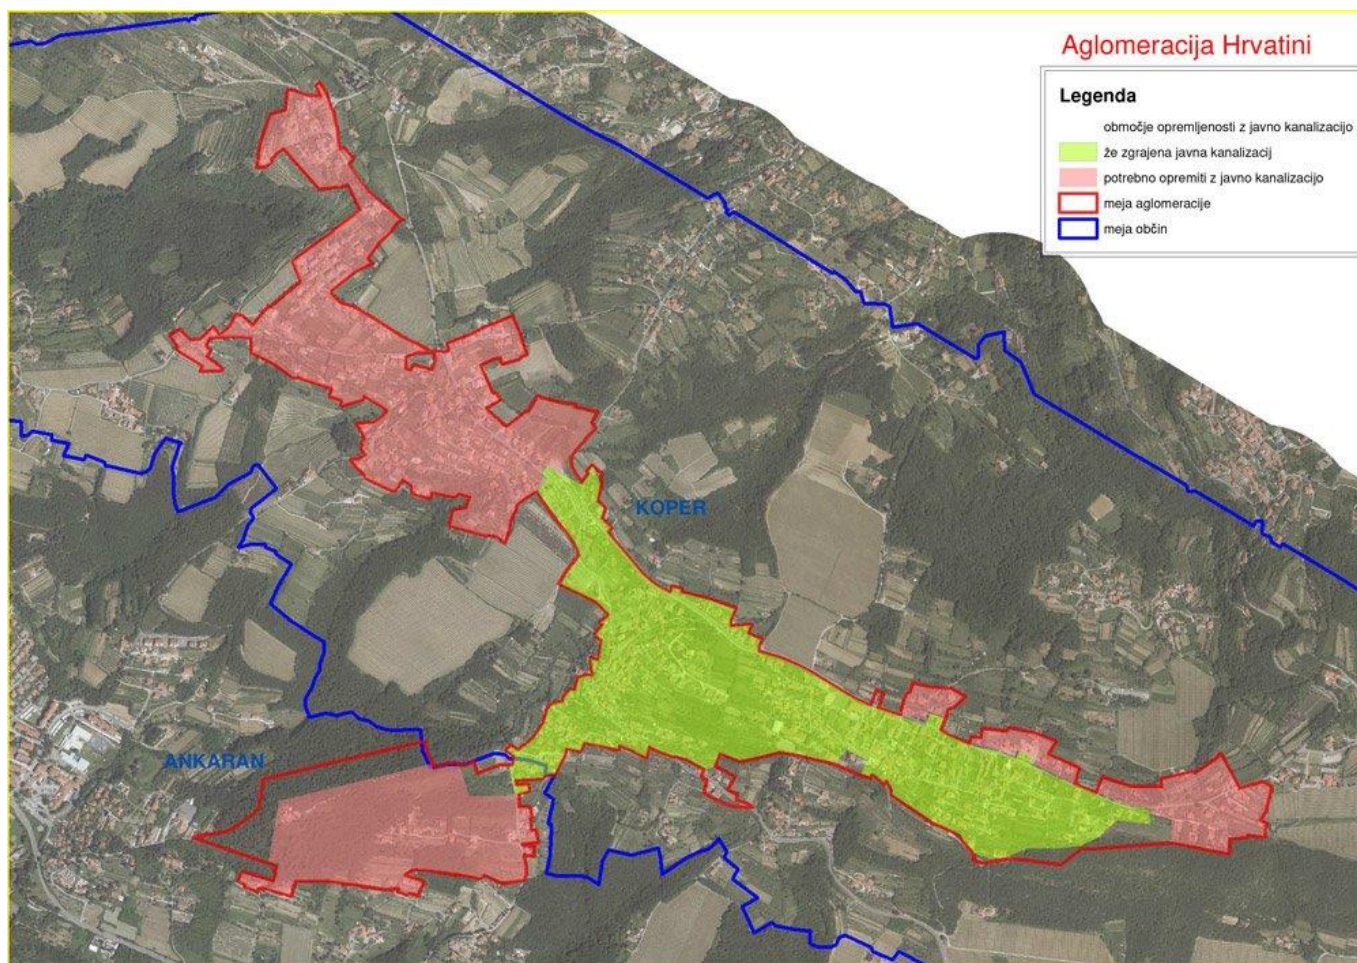 Aglomeracija Hrvatini
Legenda
območje opremljenosti z javno kanalizacijo
že zgrajena javna kanalizacij
potrebno opremiti z javno kanalizacijo
meja aglomeracije
meja občin
KOPER
ANKARAN